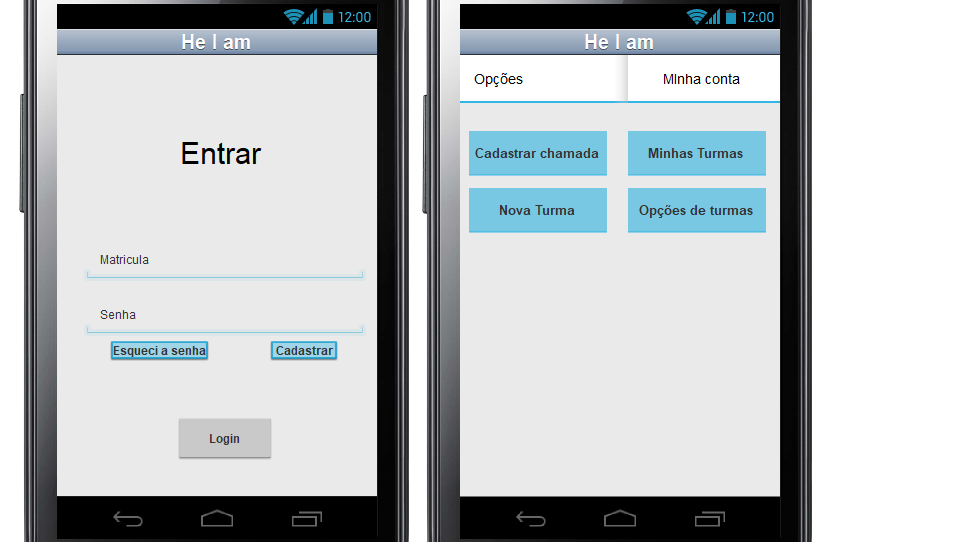 12:00
He I am
Entrar
Matricula
Senha
Esqueci a senha
Cadastrar
Login
12:00
He I am
Opções
MInha conta
Cadastrar chamada
Minhas Turmas
Nova Turma
Opções de turmas